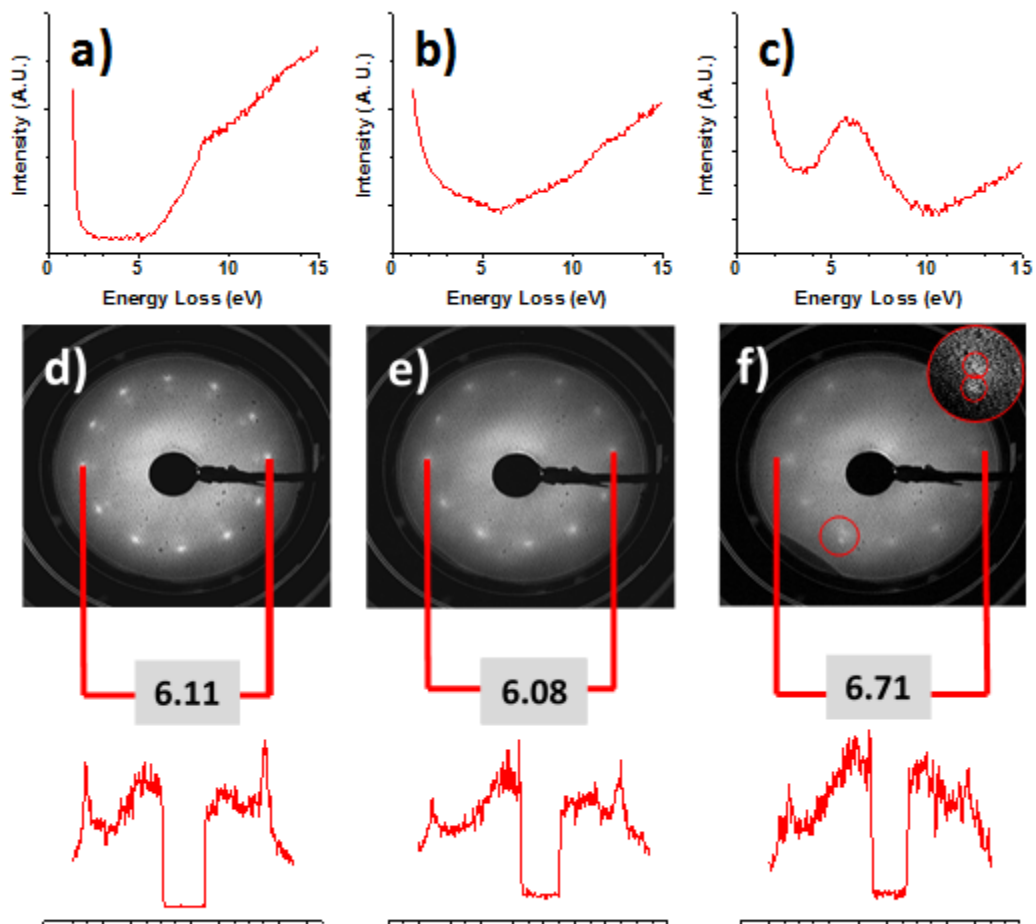 a)
Intensity (A.U.)
0 5 10 15
Energy Loss (eV)
b)
Intensity (A.U.)
0 5 10 15
Energy Loss (eV)
c)
Intensity (A.U.)
0 5 10 15
Energy Loss (eV)
d)
e)
f)
6.11
6.08
6.71